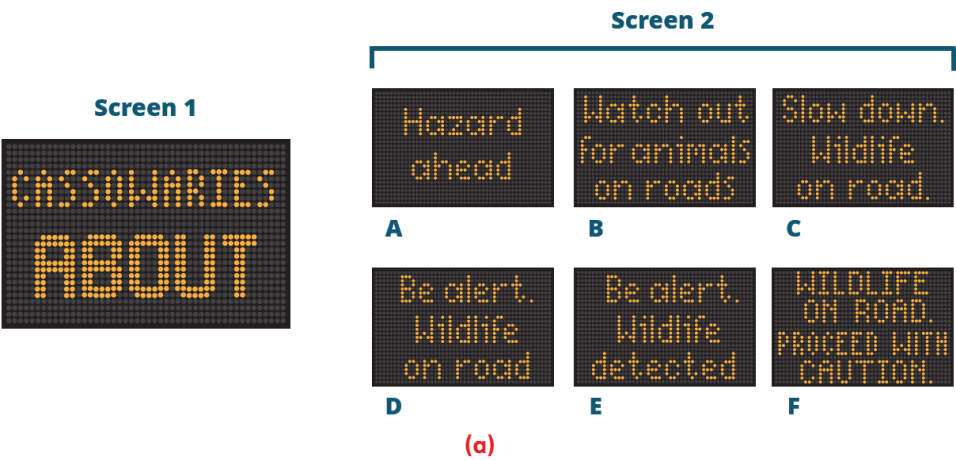 Screen 2
Screen 1
CASSOWARIES
ABOUT
Hazard
ahead
A
Watch out
for animals
on roads
B
Slow down.
Wildlife
on road.
C
Be alert.
Wildlife
on road
D
Be alert.
Wildlife
detected
E
WILDLIFE
ON ROAD.
PROCEED WITH
CAUTION.
F
(a)